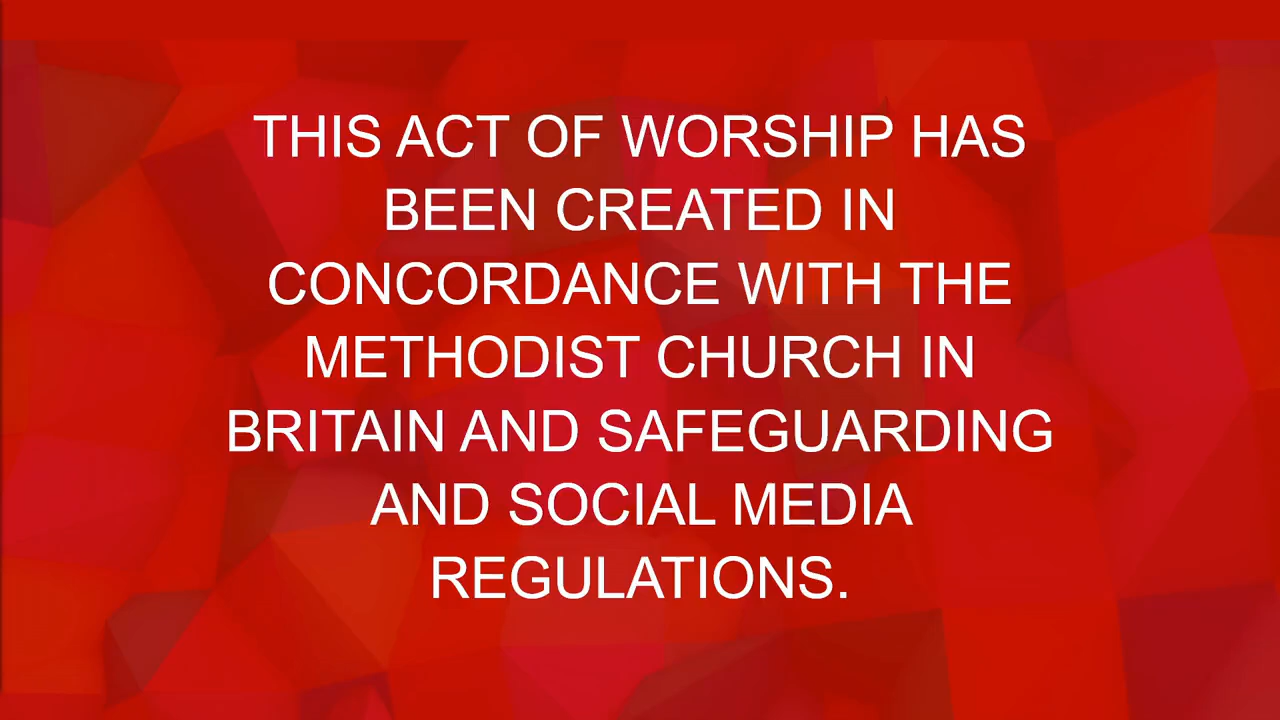 THIS ACT OF WORSHIP HAS
BEEN CREATED IN
CONCORDANCE WITH THE
METHODIST CHURCH IN
BRITAIN AND SAFEGUARDING
AND SOCIAL MEDIA
REGULATIONS.